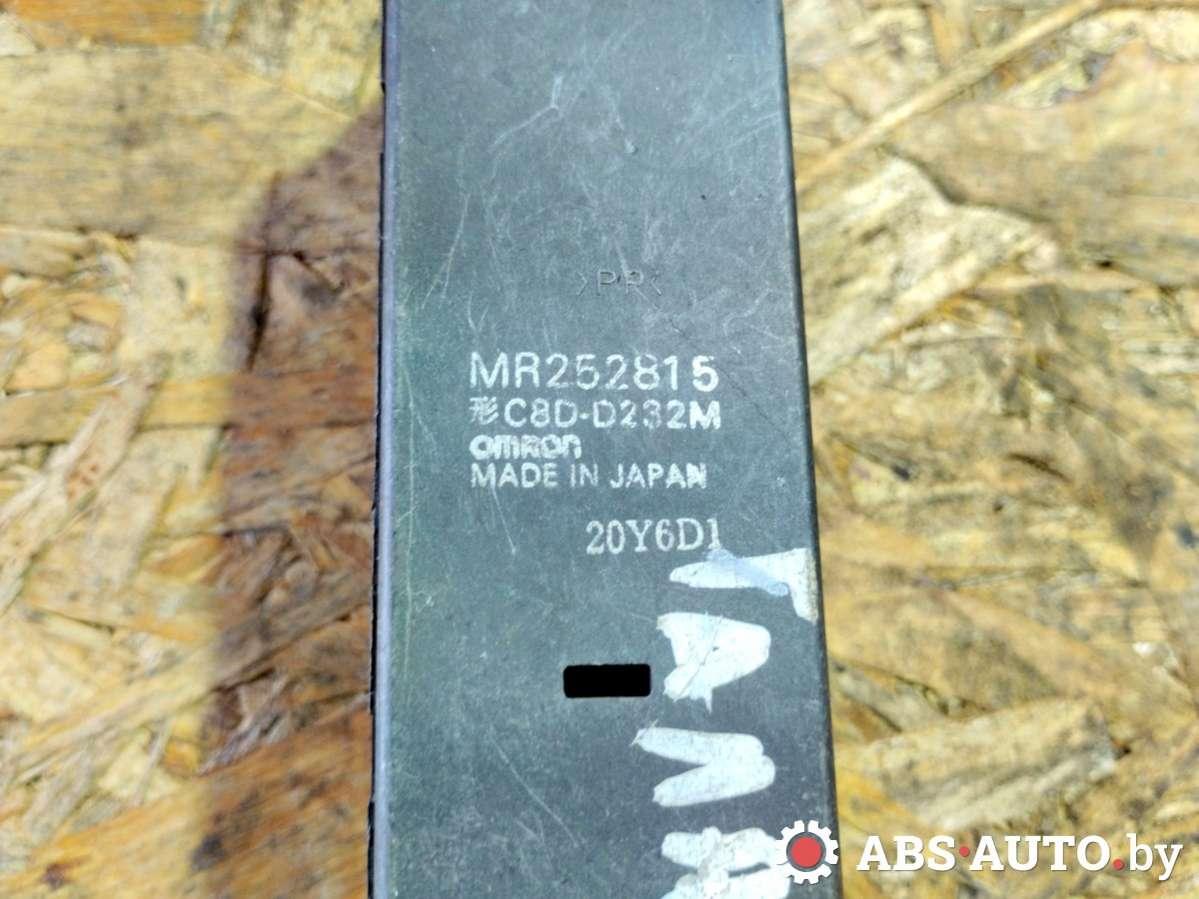 >PP<
MR252815
形C8D-D232M
omron
MADE IN JAPAN
20Y6D1
ABS-AUTO.by